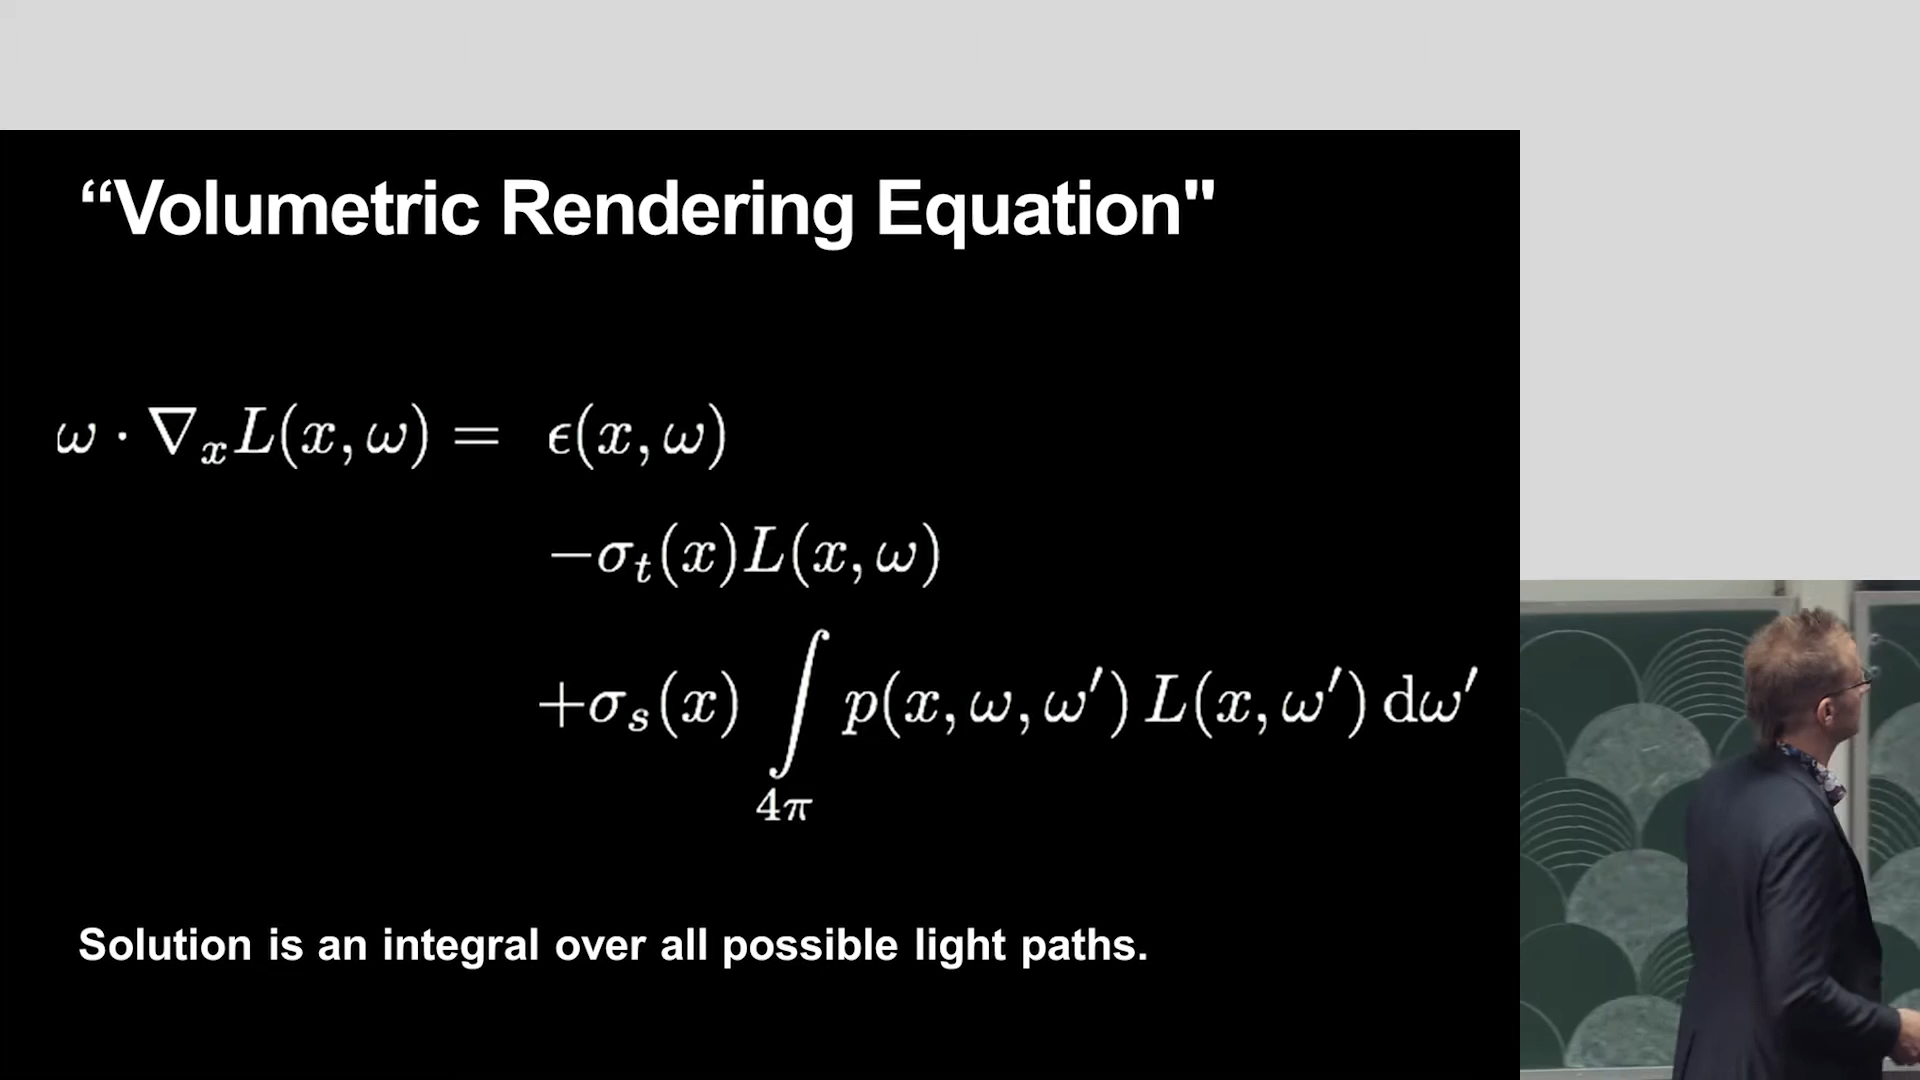 “Volumetric Rendering Equation"
ω · ∇ₓL(x, ω) = ϵ(x, ω)
−σₜ(x)L(x, ω)
+σₛ(x) ∫4π p(x, ω, ω′) L(x, ω′) dω′
Solution is an integral over all possible light paths.